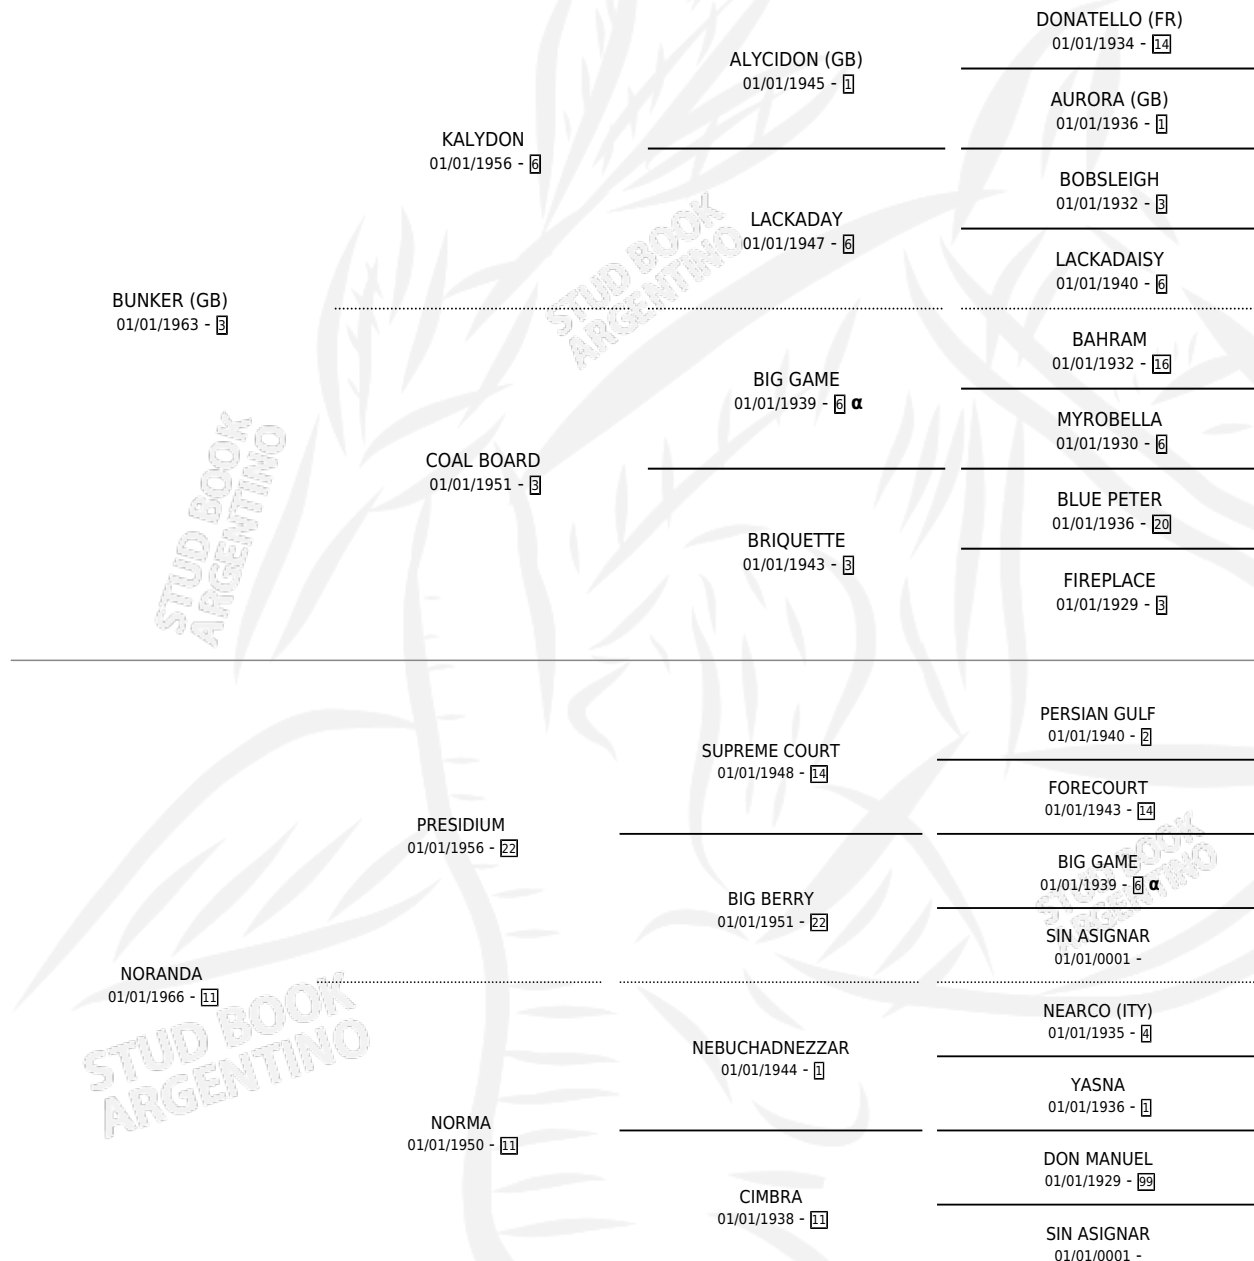 DONATELLO (FR)
01/01/1934 - 14
ALYCIDON (GB)
01/01/1945 - 1
AURORA (GB)
01/01/1936 - 1
KALYDON
01/01/1956 - 6
BOBSLEIGH
01/01/1932 - 3
LACKADAY
01/01/1947 - 6
LACKADAISY
01/01/1940 - 6
BUNKER (GB)
01/01/1963 - 3
BAHRAM
01/01/1932 - 16
BIG GAME
01/01/1939 - 6 α
MYROBELLA
01/01/1930 - 6
COAL BOARD
01/01/1951 - 3
BLUE PETER
01/01/1936 - 20
BRIQUETTE
01/01/1943 - 3
FIREPLACE
01/01/1929 - 3
PERSIAN GULF
01/01/1940 - 2
SUPREME COURT
01/01/1948 - 14
FORECOURT
01/01/1943 - 14
PRESIDIUM
01/01/1956 - 22
BIG GAME
01/01/1939 - 6 α
BIG BERRY
01/01/1951 - 22
SIN ASIGNAR
01/01/0001 -
NORANDA
01/01/1966 - 11
NEARCO (ITY)
01/01/1935 - 4
NEBUCHADNEZZAR
01/01/1944 - 1
YASNA
01/01/1936 - 1
NORMA
01/01/1950 - 11
DON MANUEL
01/01/1929 - 99
CIMBRA
01/01/1938 - 11
SIN ASIGNAR
01/01/0001 -
STUD BOOK
ARGENTINO
STUD BOOK
ARGENTINO
STUD BOOK
ARGENTINO
STUD BOOK
ARGENTINO